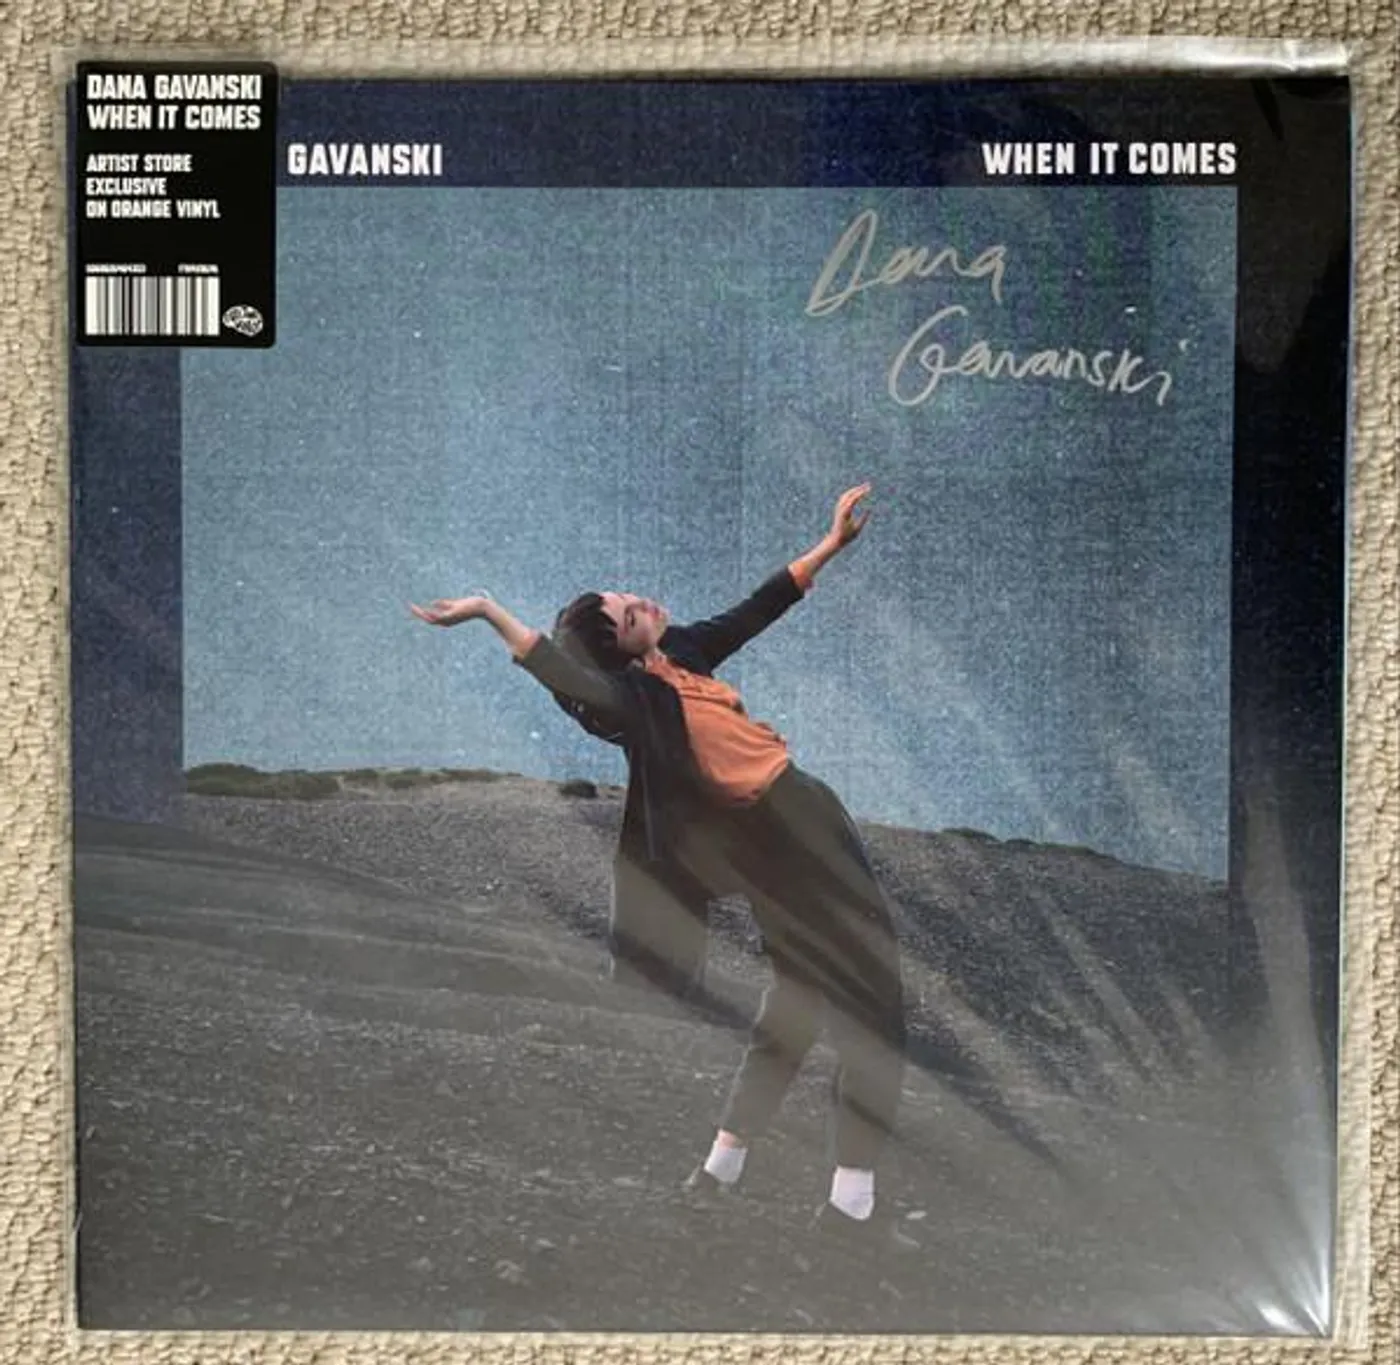 DANA GAVANSKI
WHEN IT COMES
ARTIST STORE
EXCLUSIVE
ON ORANGE VINYL
GAVANSKI
WHEN IT COMES
Dana
Gavanski